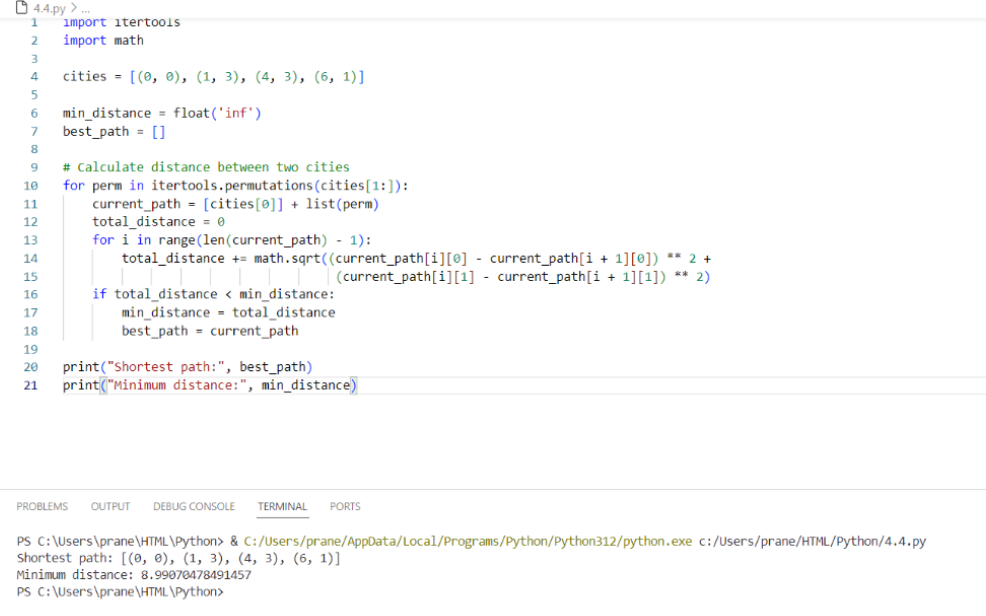 4.4.py > ...
1 import itertools
2 import math
3
4 cities = [(0, 0), (1, 3), (4, 3), (6, 1)]
5
6 min_distance = float('inf')
7 best_path = []
8
9 # Calculate distance between two cities
10 for perm in itertools.permutations(cities[1:]):
11     current_path = [cities[0]] + list(perm)
12     total_distance = 0
13     for i in range(len(current_path) - 1):
14         total_distance += math.sqrt((current_path[i][0] - current_path[i + 1][0]) ** 2 +
15                                      (current_path[i][1] - current_path[i + 1][1]) ** 2)
16     if total_distance < min_distance:
17         min_distance = total_distance
18         best_path = current_path
19
20 print("Shortest path:", best_path)
21 print("Minimum distance:", min_distance)
PROBLEMS OUTPUT DEBUG CONSOLE TERMINAL PORTS
PS C:\Users\prane\HTML\Python> & C:/Users/prane/AppData/Local/Programs/Python/Python312/python.exe c:/Users/prane/HTML/Python/4.4.py
Shortest path: [(0, 0), (1, 3), (4, 3), (6, 1)]
Minimum distance: 8.99070478491457
PS C:\Users\prane\HTML\Python>